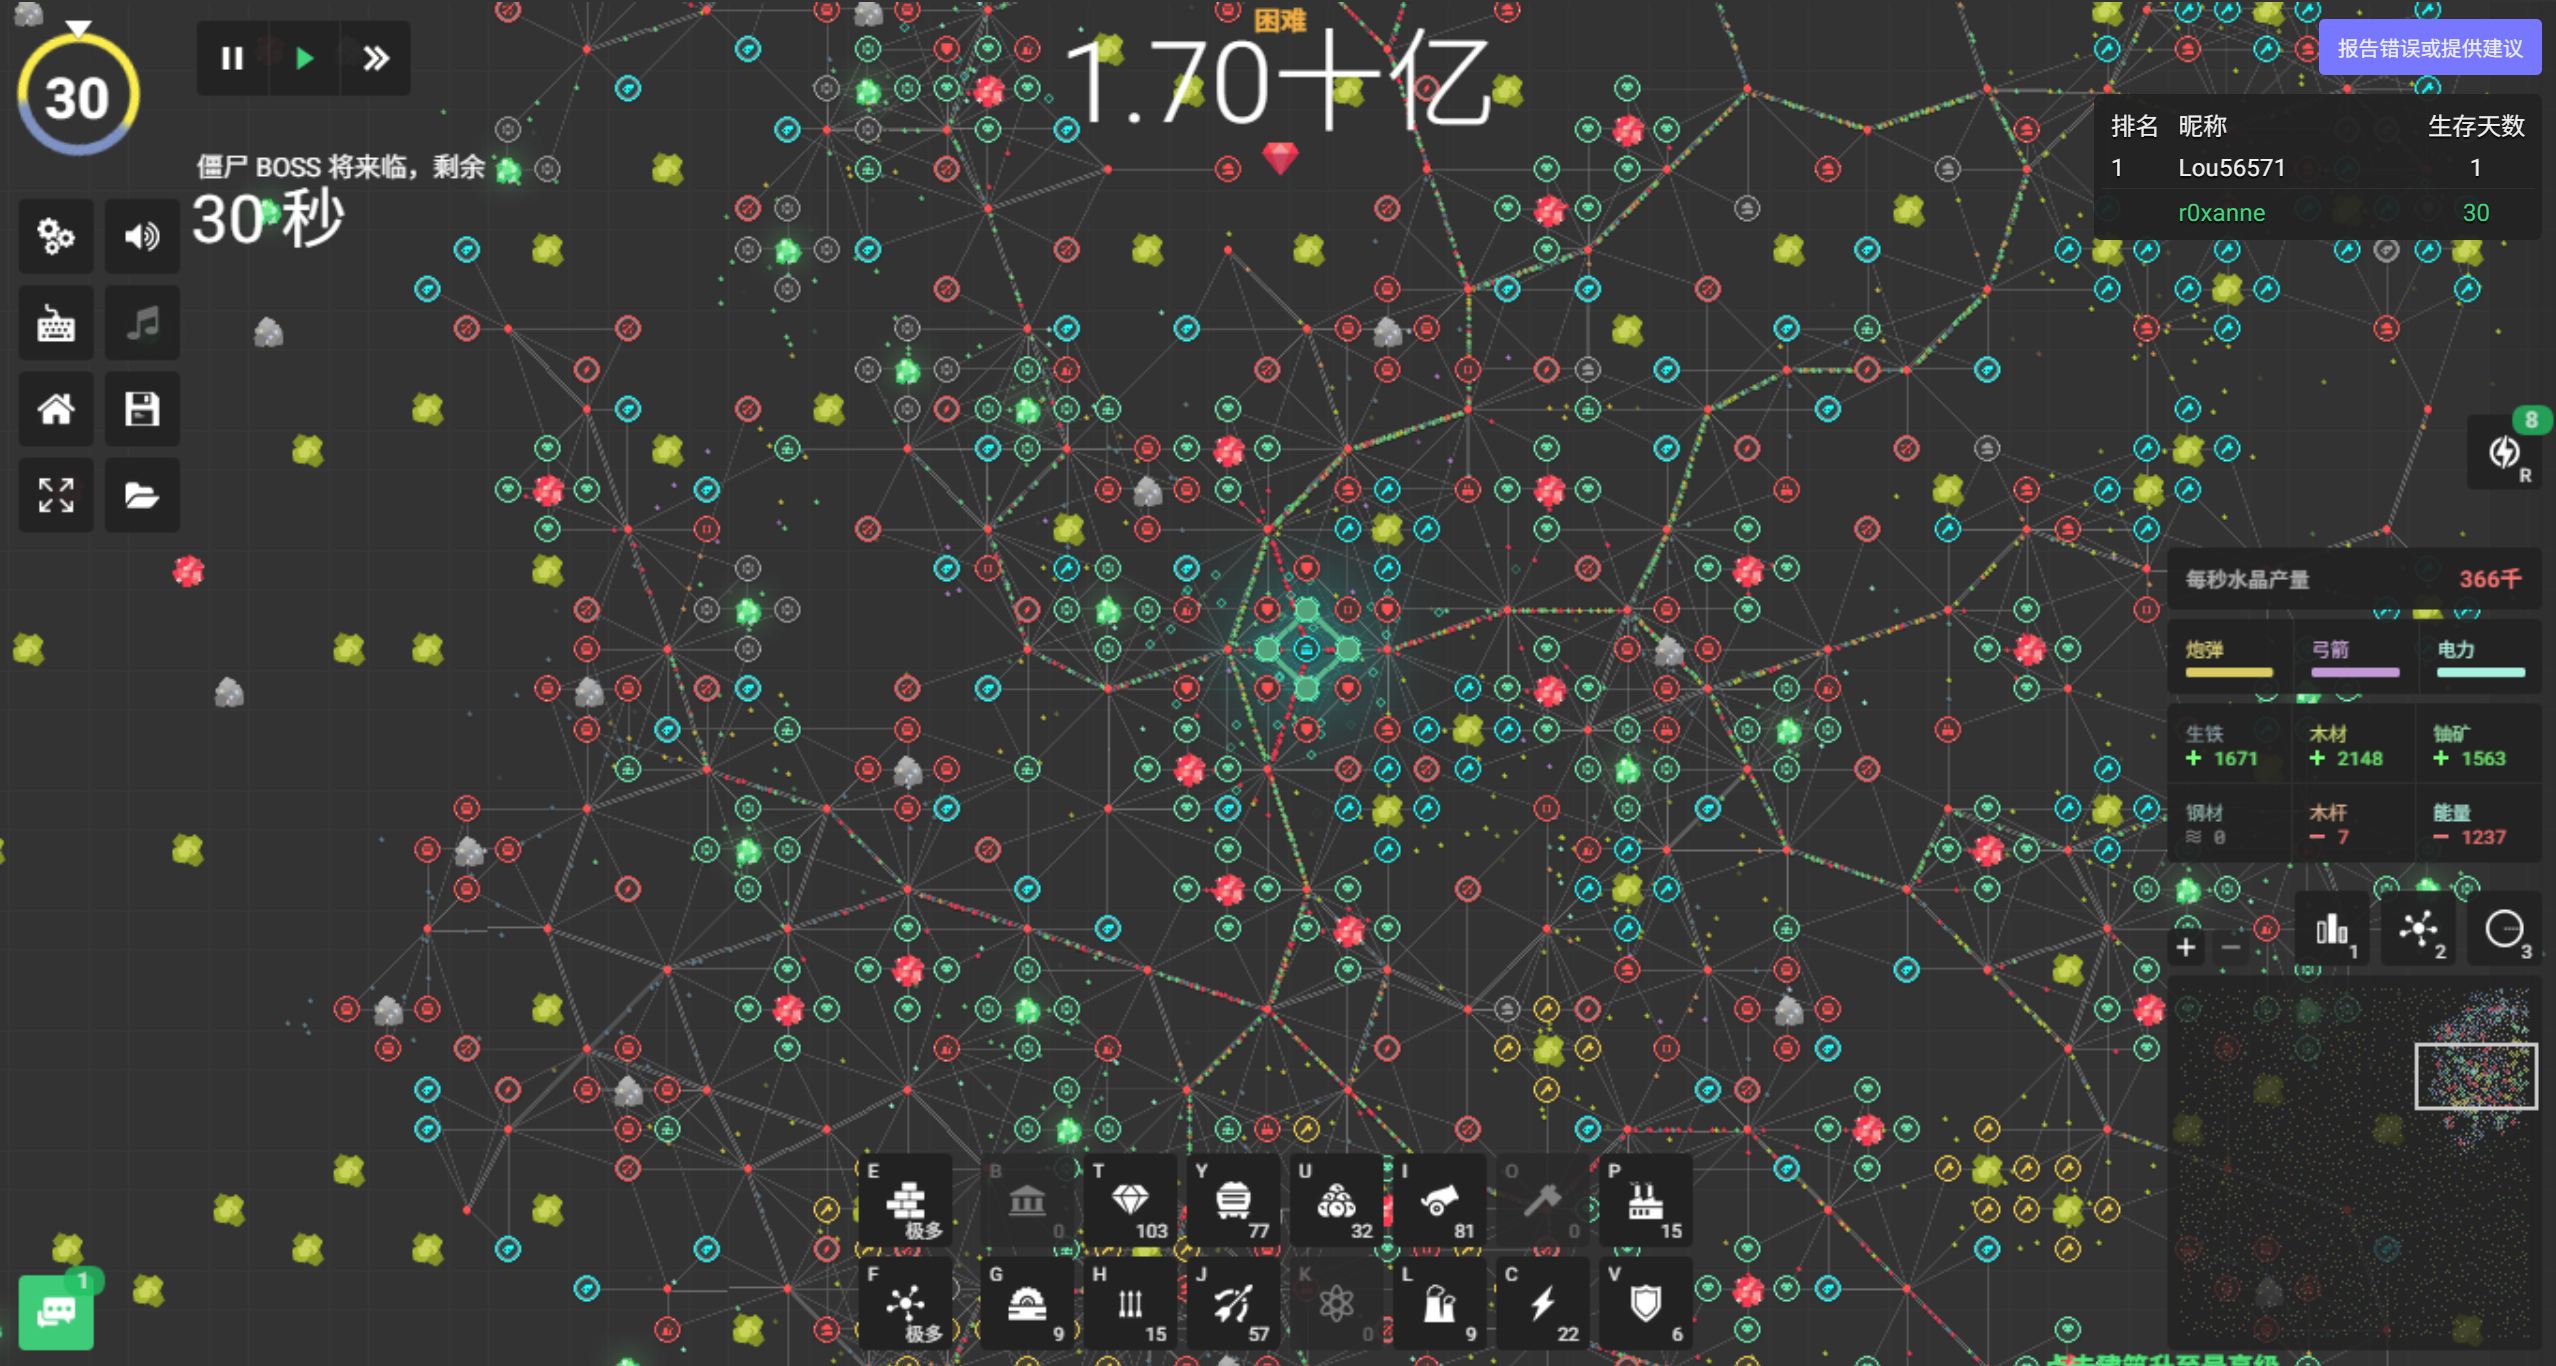 困难
1.70十亿
30
僵尸 BOSS 将来临，剩余
30 秒
报告错误或提供建议
排名 昵称 生存天数
1 Lou56571 1
r0xanne 30
8
R
每秒水晶产量 366千
炮弹 弓箭 电力
生铁 木材 铀矿
+ 1671 + 2148 + 1563
钢材 木杆 能量
≋ 0 − 7 − 1237
+ −
1 2 3
E 极多
B 0
T 103
Y 77
U 32
I 81
O 0
P 15
F 极多
G 9
H 15
J 57
K 0
L 9
C 22
V 6
1